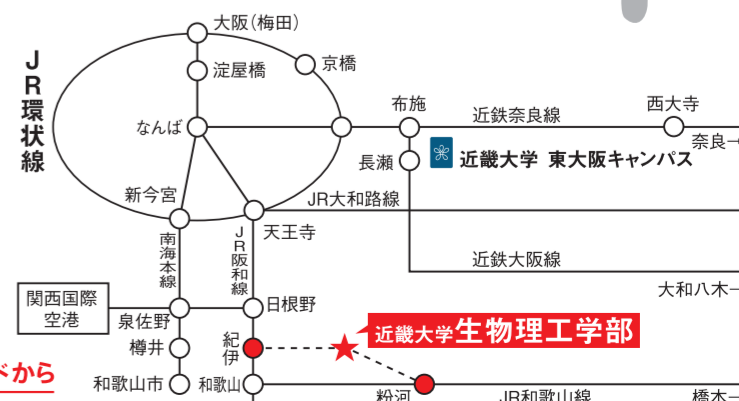 大阪(梅田)
JR環状線
淀屋橋
京橋
布施
近鉄奈良線
西大寺
なんば
奈良→
長瀬
近畿大学 東大阪キャンパス
新今宮
JR大和路線
南海本線
JR阪和線
天王寺
近鉄大阪線
大和八木→
関西国際
空港
泉佐野
日根野
樽井
紀伊
近畿大学生物理工学部
ドから
和歌山市
和歌山
粉河
JR和歌山線
橋本→